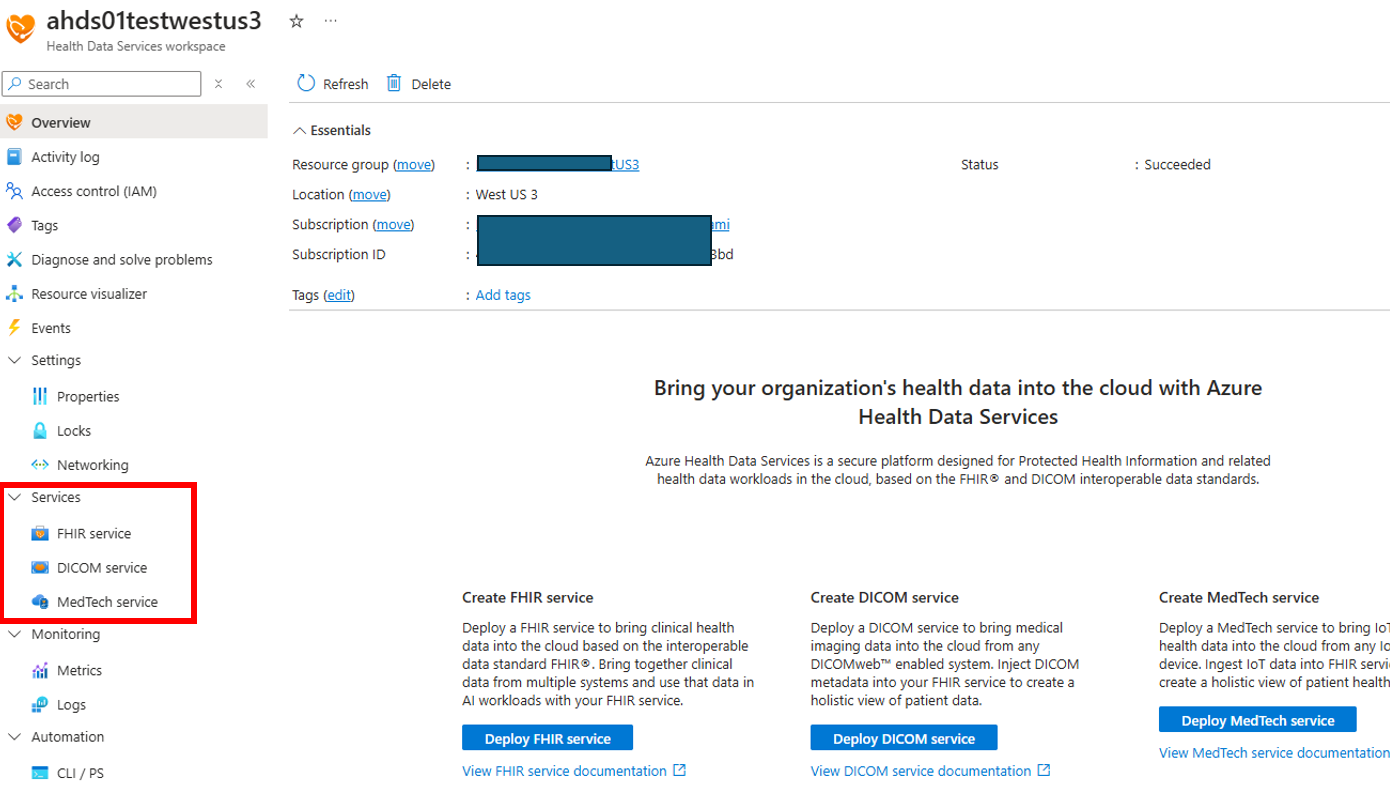 ahds01testwestus3
Health Data Services workspace
Search
Refresh
Delete
Overview
Activity log
Access control (IAM)
Tags
Diagnose and solve problems
Resource visualizer
Events
Settings
Properties
Locks
Networking
Services
FHIR service
DICOM service
MedTech service
Monitoring
Metrics
Logs
Automation
CLI / PS
Essentials
Resource group (move) : US3
Status : Succeeded
Location (move) : West US 3
Subscription (move) : mi
Subscription ID : 3bd
Tags (edit) : Add tags
Bring your organization's health data into the cloud with Azure
Health Data Services
Azure Health Data Services is a secure platform designed for Protected Health Information and related
health data workloads in the cloud, based on the FHIR® and DICOM interoperable data standards.
Create FHIR service
Deploy a FHIR service to bring clinical health
data into the cloud based on the interoperable
data standard FHIR®. Bring together clinical
data from multiple systems and use that data in
AI workloads with your FHIR service.
Deploy FHIR service
View FHIR service documentation
Create DICOM service
Deploy a DICOM service to bring medical
imaging data into the cloud from any
DICOMweb™ enabled system. Inject DICOM
metadata into your FHIR service to create a
holistic view of patient data.
Deploy DICOM service
View DICOM service documentation
Create MedTech service
Deploy a MedTech service to bring IoT
health data into the cloud from any Io
device. Ingest IoT data into FHIR servi
create a holistic view of patient health
Deploy MedTech service
View MedTech service documentation